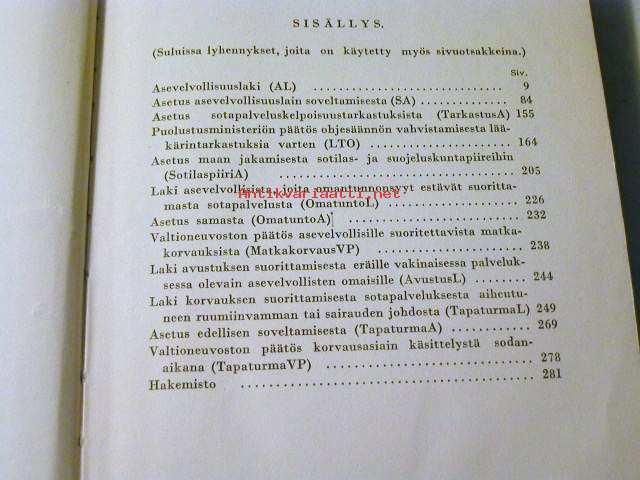 SISÄLLYS.
(Suluissa lyhennykset, joita on käytetty myös sivuotsakkeina.)
Siv.
Asevelvollisuuslaki (AL) . . . . . . . . . . . . . . . . . . . . . . . . . . . . . 9
Asetus asevelvollisuuslain soveltamisesta (SA) . . . . . . . . . . . . . 84
Asetus sotapalveluskelpoisuustarkastuksista (TarkastusA) 155
Puolustusministeriön päätös ohjesäännön vahvistamisesta lää-
kärintarkastuksia varten (LTO) . . . . . . . . . . . . . . . . . . . . 164
Asetus maan jakamisesta sotilas- ja suojeluskuntapiireihin
(SotilaspiiriA) . . . . . . . . . . . . . . . . . . . . . . . . . . . . . . . . 205
Laki asevelvollisista, joita omantunnonsyyt estävät suoritta-
Antikvariaatti.net
masta sotapalvelusta (OmatuntoL) . . . . . . . . . . . . . . . . . 226
Asetus samasta (OmatuntoA) . . . . . . . . . . . . . . . . . . . . . . 232
Valtioneuvoston päätös asevelvollisille suoritettavista matka-
korvauksista (MatkakorvausVP) . . . . . . . . . . . . . . . . . . 238
Laki avustuksen suorittamisesta eräille vakinaisessa palveluk-
sessa olevain asevelvollisten omaisille (AvustusL) . . . . . 244
Laki korvauksen suorittamisesta sotapalveluksesta aiheutu-
neen ruumiinvamman tai sairauden johdosta (TapaturmaL) 249
Asetus edellisen soveltamisesta (TapaturmaA) . . . . . . . . . . . . 269
Valtioneuvoston päätös korvausasiain käsittelystä sodan-
aikana (TapaturmaVP) . . . . . . . . . . . . . . . . . . . . . . . . . . . 278
Hakemisto . . . . . . . . . . . . . . . . . . . . . . . . . . . . . . . . . . . . . . 281